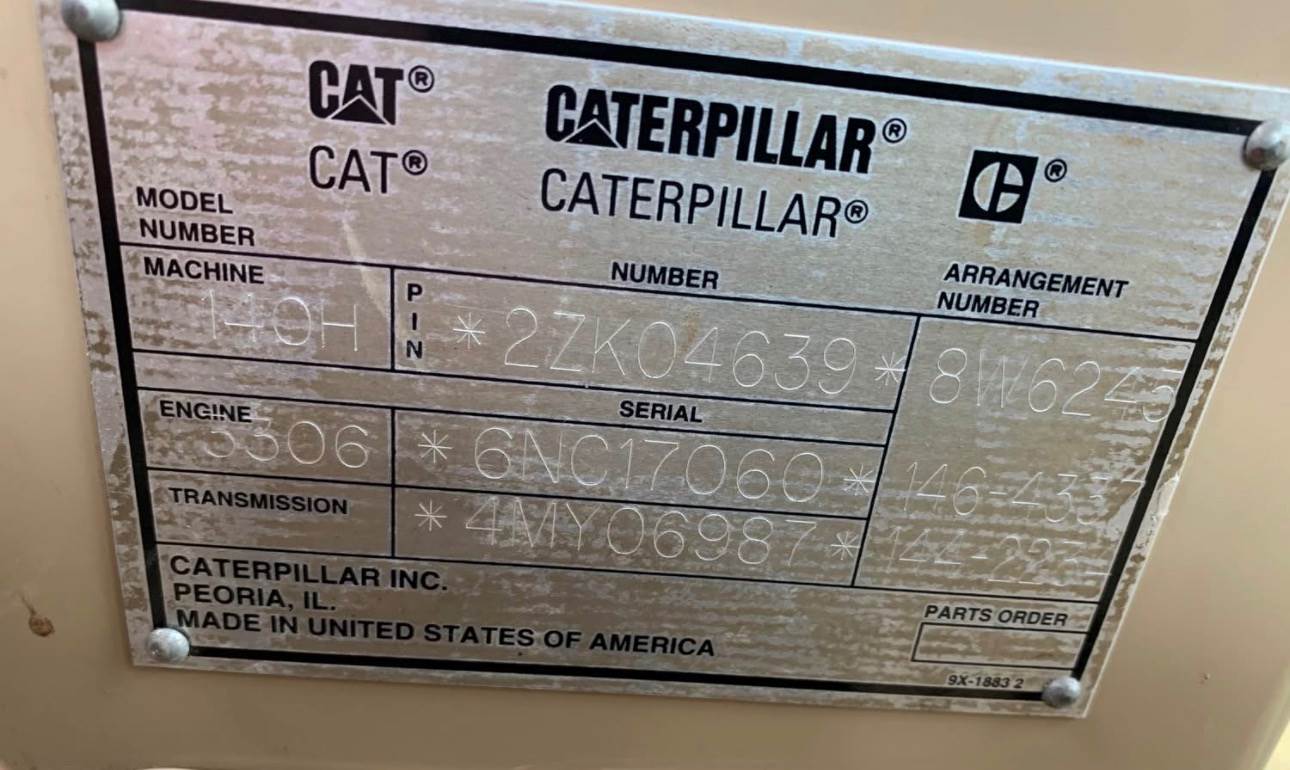 CAT® CATERPILLAR®
CAT® CATERPILLAR®
MODEL
NUMBER
MACHINE
NUMBER
ARRANGEMENT
NUMBER
140H
PIN
*2ZK04639*
8W6245
ENGINE
SERIAL
3306
*6NC17060*
TRANSMISSION
*4MY06987*
CATERPILLAR INC.
PEORIA, IL.
MADE IN UNITED STATES OF AMERICA
PARTS ORDER
9X-1883 2